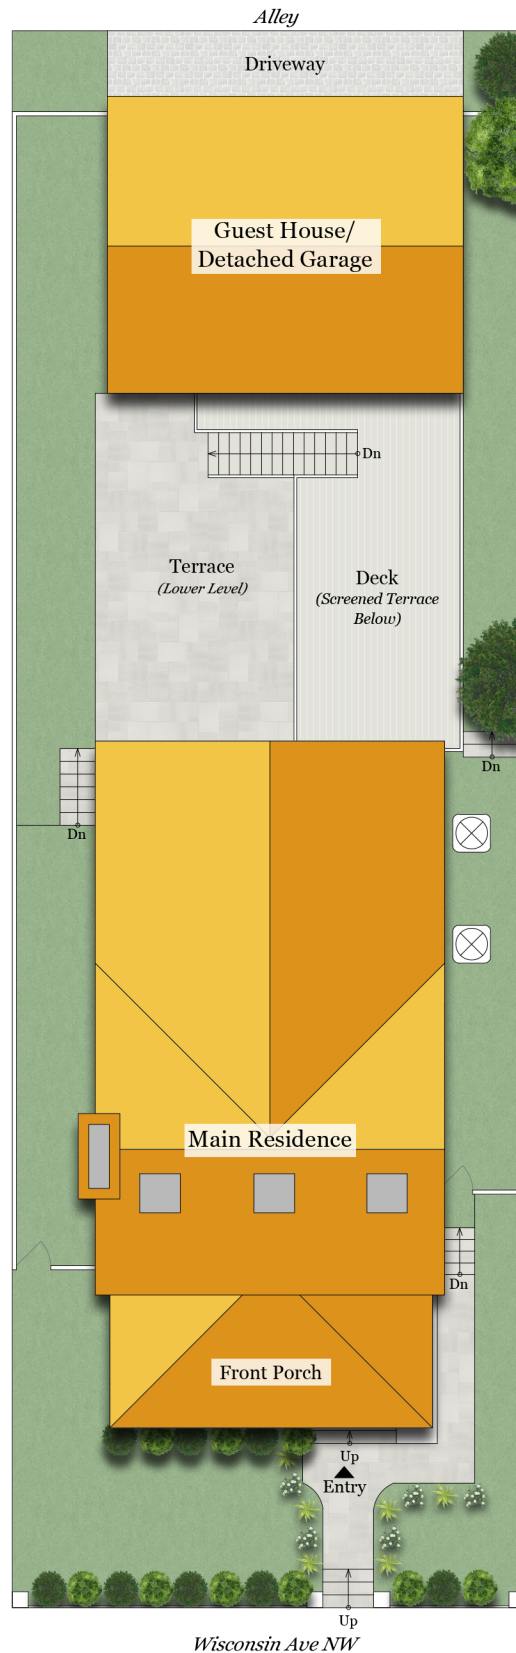 Alley
Driveway
Guest House/
Detached Garage
Dn
Terrace
(Lower Level)
Deck
(Screened Terrace
Below)
Dn
Dn
Main Residence
Dn
Front Porch
Up
Entry
Up
Wisconsin Ave NW